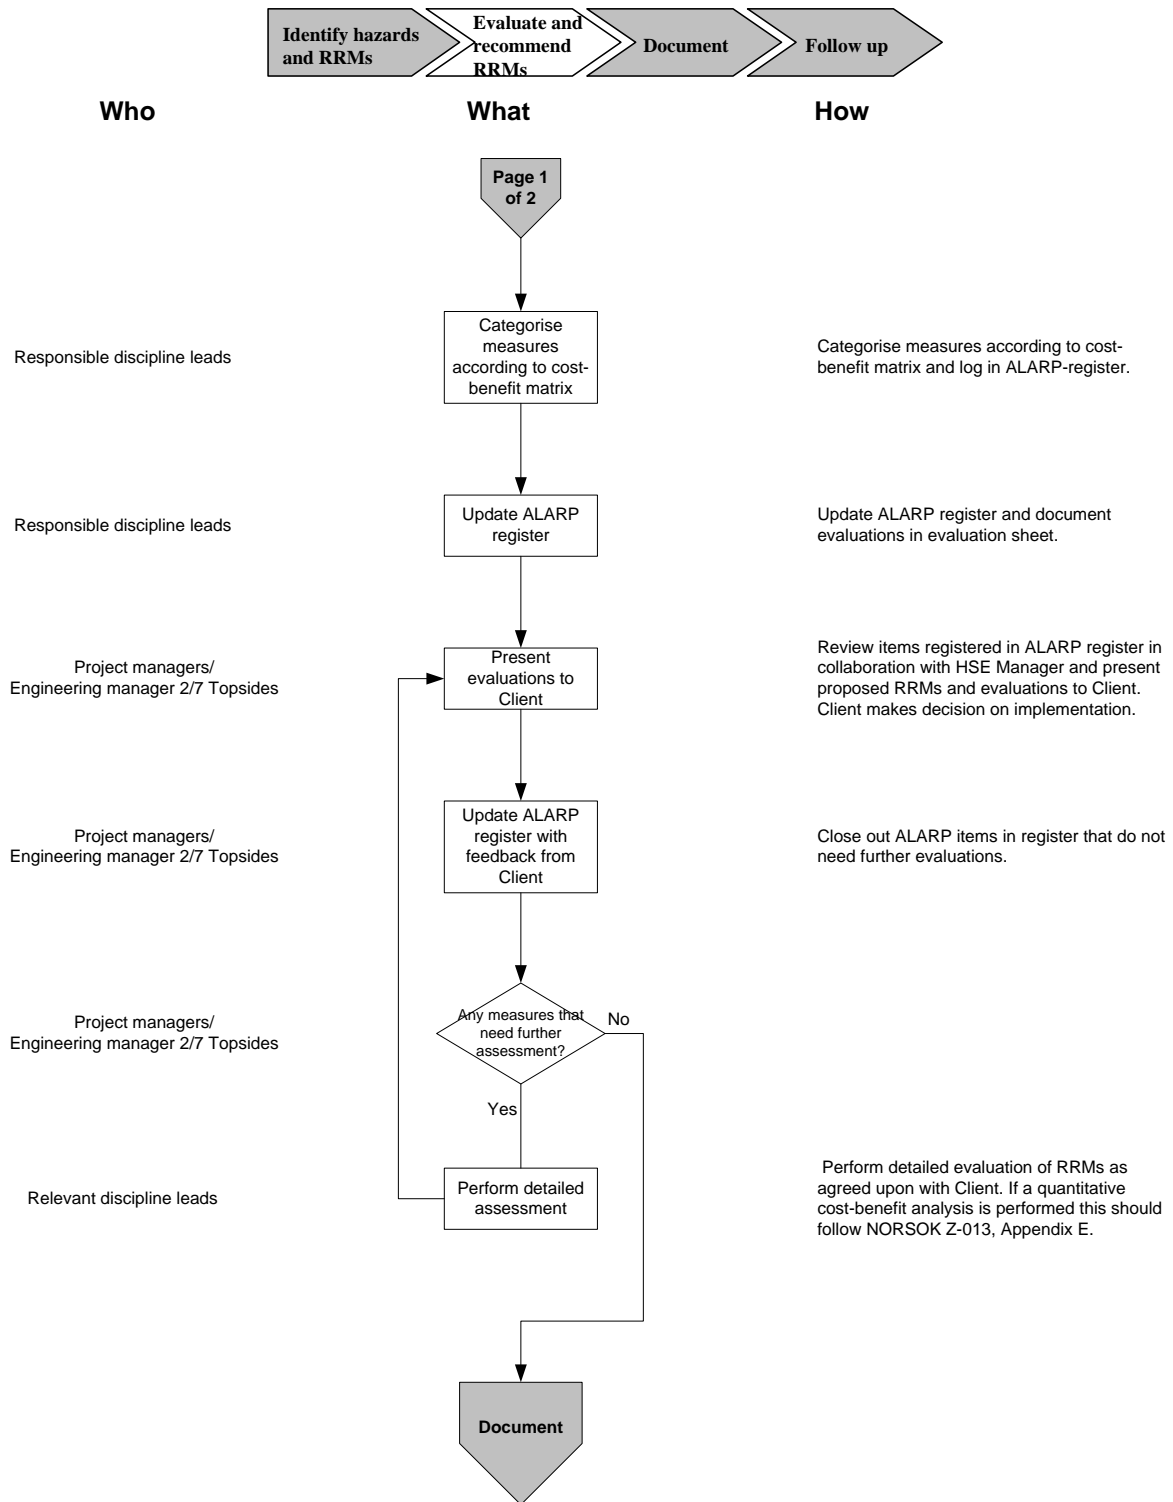 Identify hazards
and RRMs
Evaluate and
recommend
RRMs
Document
Follow up
Who
What
How
Page 1
of 2
Responsible discipline leads
Categorise
measures
according to cost-
benefit matrix
Categorise measures according to cost-
benefit matrix and log in ALARP-register.
Responsible discipline leads
Update ALARP
register
Update ALARP register and document
evaluations in evaluation sheet.
Project managers/
Engineering manager 2/7 Topsides
Present
evaluations to
Client
Review items registered in ALARP register in
collaboration with HSE Manager and present
proposed RRMs and evaluations to Client.
Client makes decision on implementation.
Project managers/
Engineering manager 2/7 Topsides
Update ALARP
register with
feedback from
Client
Close out ALARP items in register that do not
need further evaluations.
Project managers/
Engineering manager 2/7 Topsides
Any measures that
need further
assessment?
No
Yes
Relevant discipline leads
Perform detailed
assessment
Perform detailed evaluation of RRMs as
agreed upon with Client. If a quantitative
cost-benefit analysis is performed this should
follow NORSOK Z-013, Appendix E.
Document